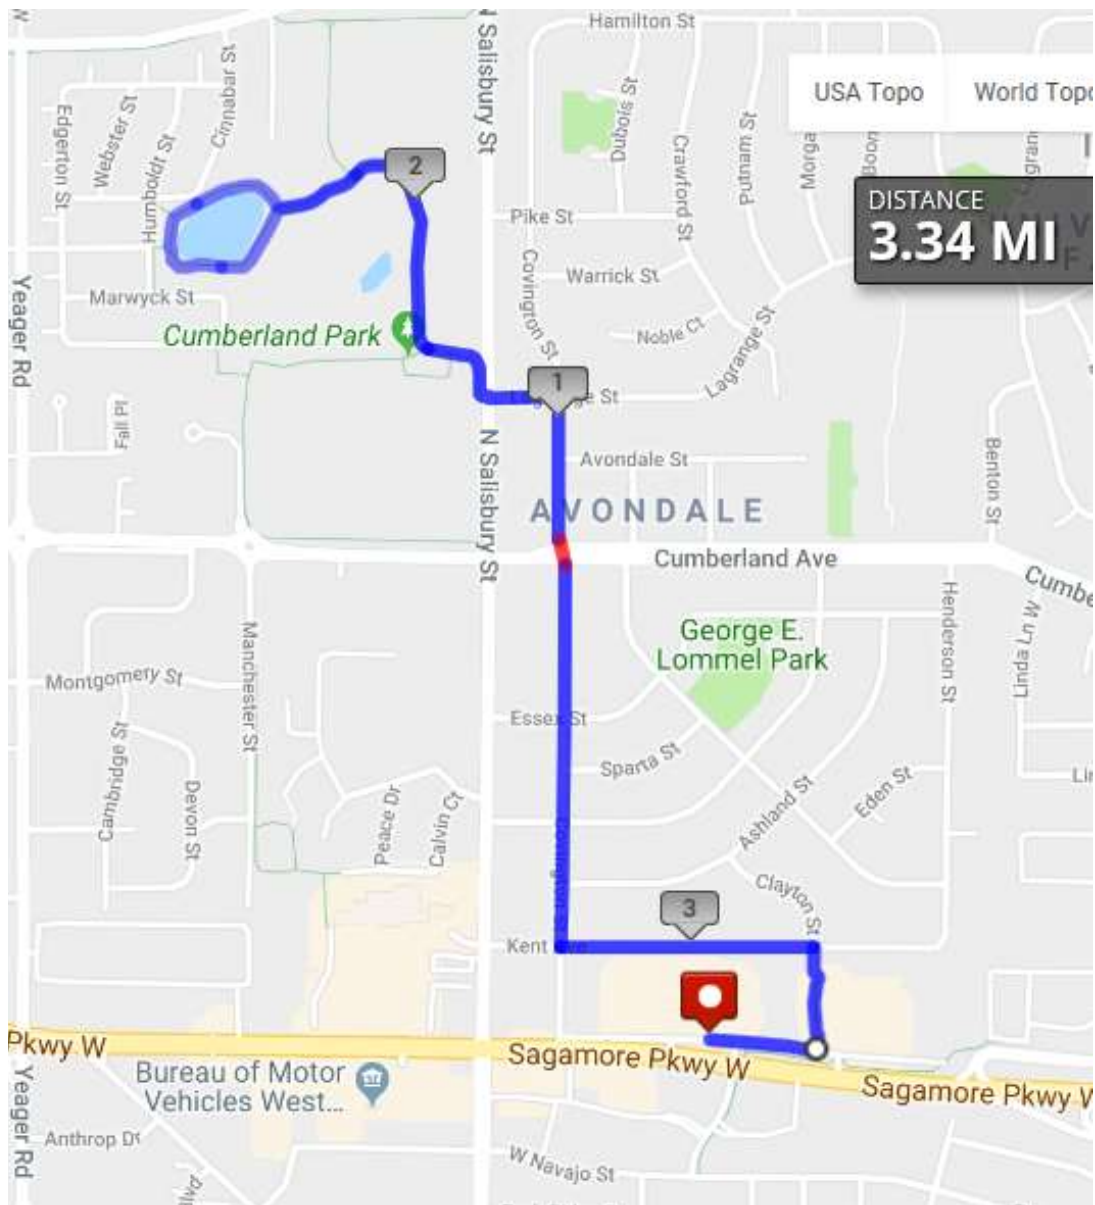 Hamilton St
N Salisbury St
Cinnabar St
Webster St
Edgerton St
Humboldt St
Dubois St
Crawford St
Putnam St
USA Topo
World Topo
DISTANCE
3.34 MI
2
Pike St
Covington St
Warrick St
Noble Ct
Lagrange St
Marwyck St
Yeager Rd
Cumberland Park
1
Fall Pl
N Salisbury St
Avondale St
AVONDALE
Benton St
Cumberland Ave
Cumbe
Henderson St
Lindea Ln W
George E.
Lommel Park
Manchester St
Montgomery St
Essex St
Sparta St
Cambridge St
Devon St
Peace Dr
Calvin Ct
Ashland St
Eden St
Lin
Clayton St
3
Kent Ave
Pkwy W
Sagamore Pkwy W
Sagamore Pkwy W
Bureau of Motor
Vehicles West...
Yeager Rd
Anthrop D
W Navajo St